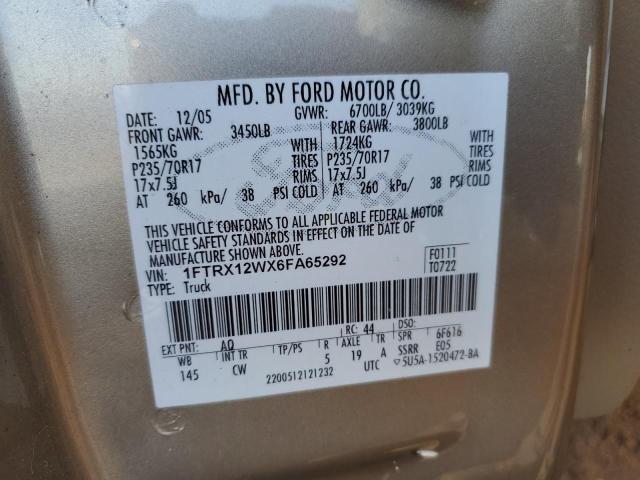 MFD. BY FORD MOTOR CO.
DATE: 12/05 GVWR: 6700LB/ 3039KG
FRONT GAWR: 3450LB REAR GAWR: 3800LB
1565KG WITH 1724KG WITH
P235/70R17 TIRES P235/70R17 TIRES
17x7.5J RIMS 17x7.5J RIMS
AT 260 kPa/ 38 PSI COLD AT 260 kPa/ 38 PSI COLD
Ford
THIS VEHICLE CONFORMS TO ALL APPLICABLE FEDERAL MOTOR
VEHICLE SAFETY STANDARDS IN EFFECT ON THE DATE OF
MANUFACTURE SHOWN ABOVE.
VIN: 1FTRX12WX6FA65292 F0111
TYPE: Truck T0722
EXT PNT: AQ RC: 44 DSO:
WB INT TR TP/PS R AXLE TR SPR 6F616
145 CW 5 19 A SSRR E05
2200512121232 UTC ▽5U5A-1520472-BA